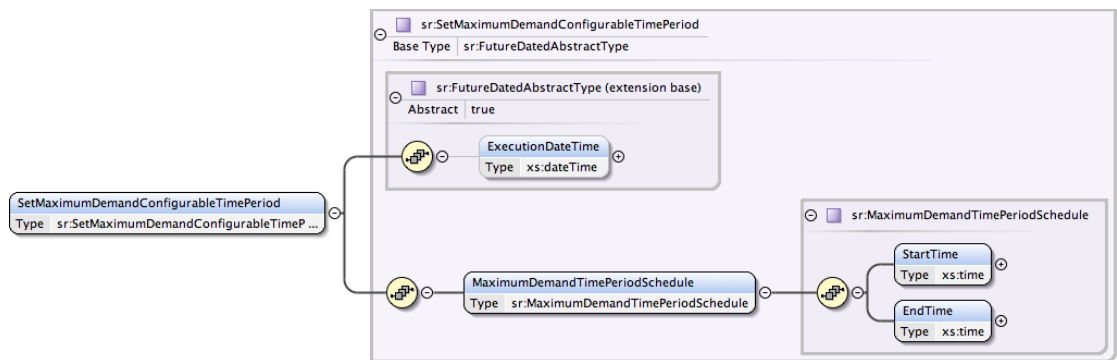 sr:SetMaximumDemandConfigurableTimePeriod
Base Type sr:FutureDatedAbstractType
sr:FutureDatedAbstractType (extension base)
Abstract true
ExecutionDateTime
Type xs:dateTime
SetMaximumDemandConfigurableTimePeriod
Type sr:SetMaximumDemandConfigurableTimeP ...
MaximumDemandTimePeriodSchedule
Type sr:MaximumDemandTimePeriodSchedule
sr:MaximumDemandTimePeriodSchedule
StartTime
Type xs:time
EndTime
Type xs:time